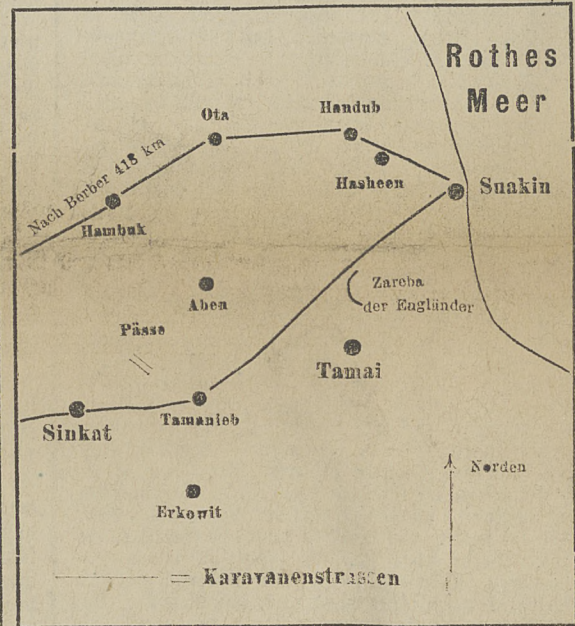 Rothes
Meer
Ota
Handub
Nach Berber 415 km
Hasheen
Suakin
Hambuk
Zareba
der Engländer
Aben
Pässe
Tamai
Tamanieb
Sinkat
Norden
Erkowit
= Karavanenstrassen